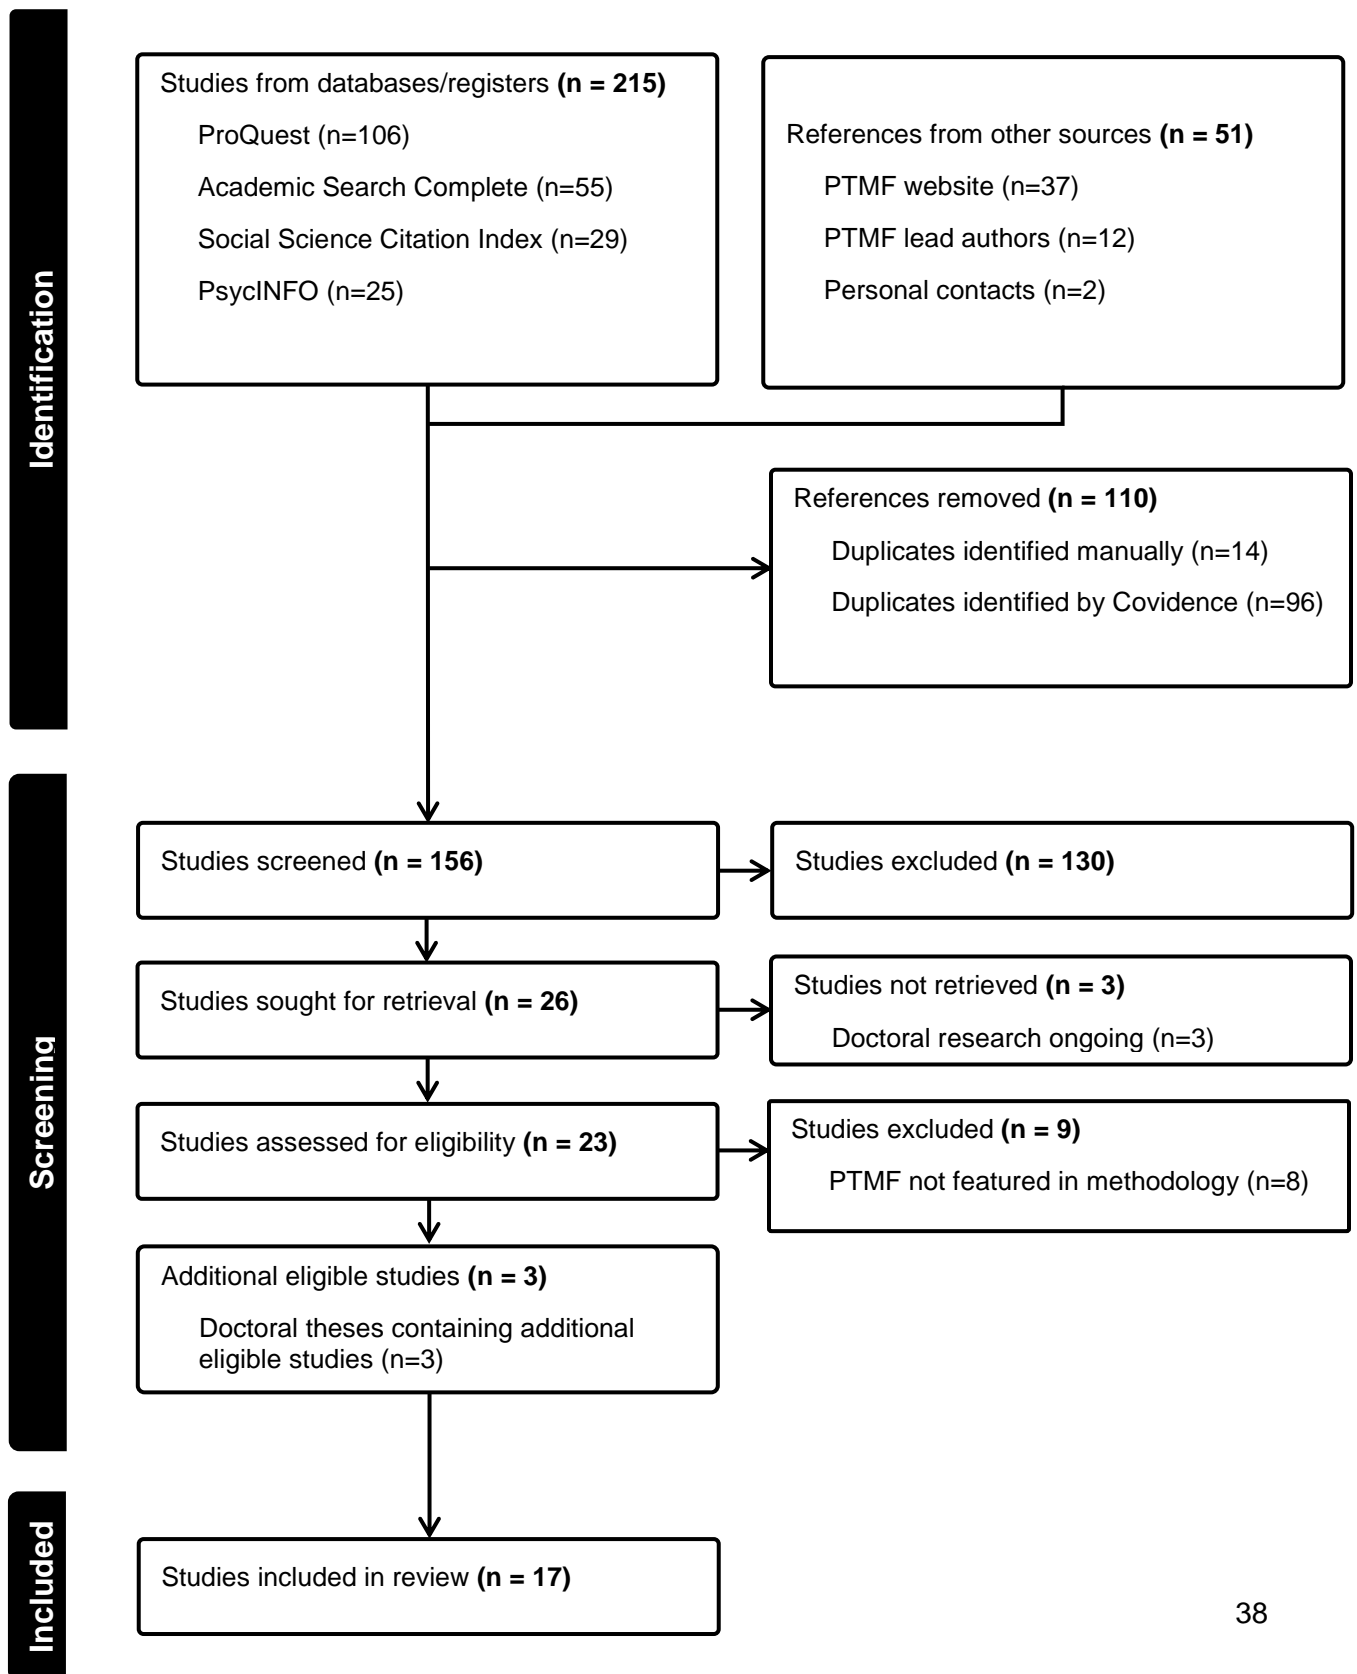 Identification
Studies from databases/registers (n = 215)
ProQuest (n=106)
Academic Search Complete (n=55)
Social Science Citation Index (n=29)
PsycINFO (n=25)
References from other sources (n = 51)
PTMF website (n=37)
PTMF lead authors (n=12)
Personal contacts (n=2)
References removed (n = 110)
Duplicates identified manually (n=14)
Duplicates identified by Covidence (n=96)
Screening
Studies screened (n = 156)
Studies excluded (n = 130)
Studies sought for retrieval (n = 26)
Studies not retrieved (n = 3)
Doctoral research ongoing (n=3)
Studies assessed for eligibility (n = 23)
Studies excluded (n = 9)
PTMF not featured in methodology (n=8)
Additional eligible studies (n = 3)
Doctoral theses containing additional
eligible studies (n=3)
Included
Studies included in review (n = 17)
38